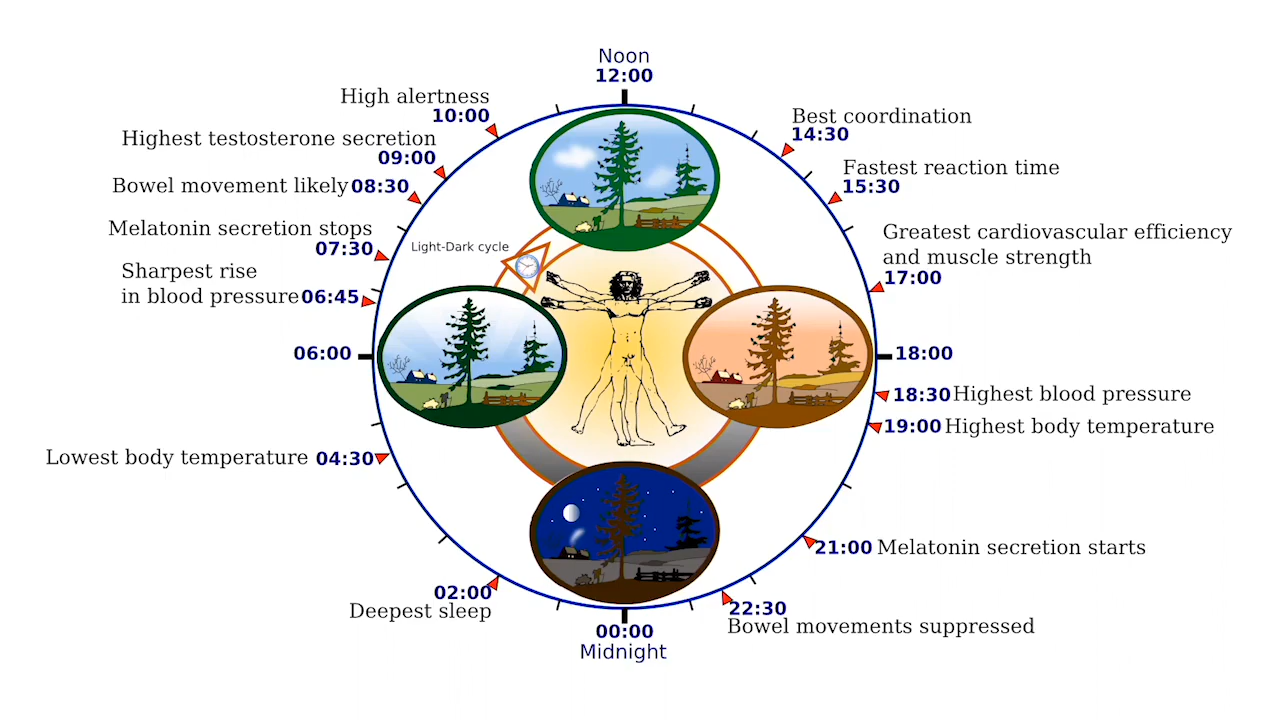 Noon
12:00
High alertness
10:00
Highest testosterone secretion
09:00
Bowel movement likely 08:30
Melatonin secretion stops
07:30
Sharpest rise
in blood pressure 06:45
06:00
Lowest body temperature 04:30
02:00
Deepest sleep
00:00
Midnight
Best coordination
14:30
Fastest reaction time
15:30
Greatest cardiovascular efficiency
and muscle strength
17:00
18:00
18:30 Highest blood pressure
19:00 Highest body temperature
21:00 Melatonin secretion starts
22:30
Bowel movements suppressed
Light-Dark cycle